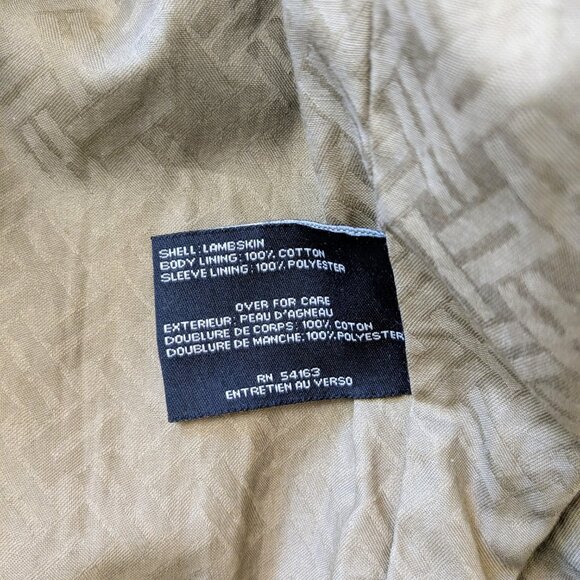 SHELL: LAMBSKIN
BODY LINING: 100% COTTON
SLEEVE LINING: 100% POLYESTER
OVER FOR CARE
EXTERIEUR: PEAU D'AGNEAU
DOUBLURE DE CORPS: 100% COTON
DOUBLURE DE MANCHE: 100% POLYESTER
RN 54163
ENTRETIEN AU VERSO